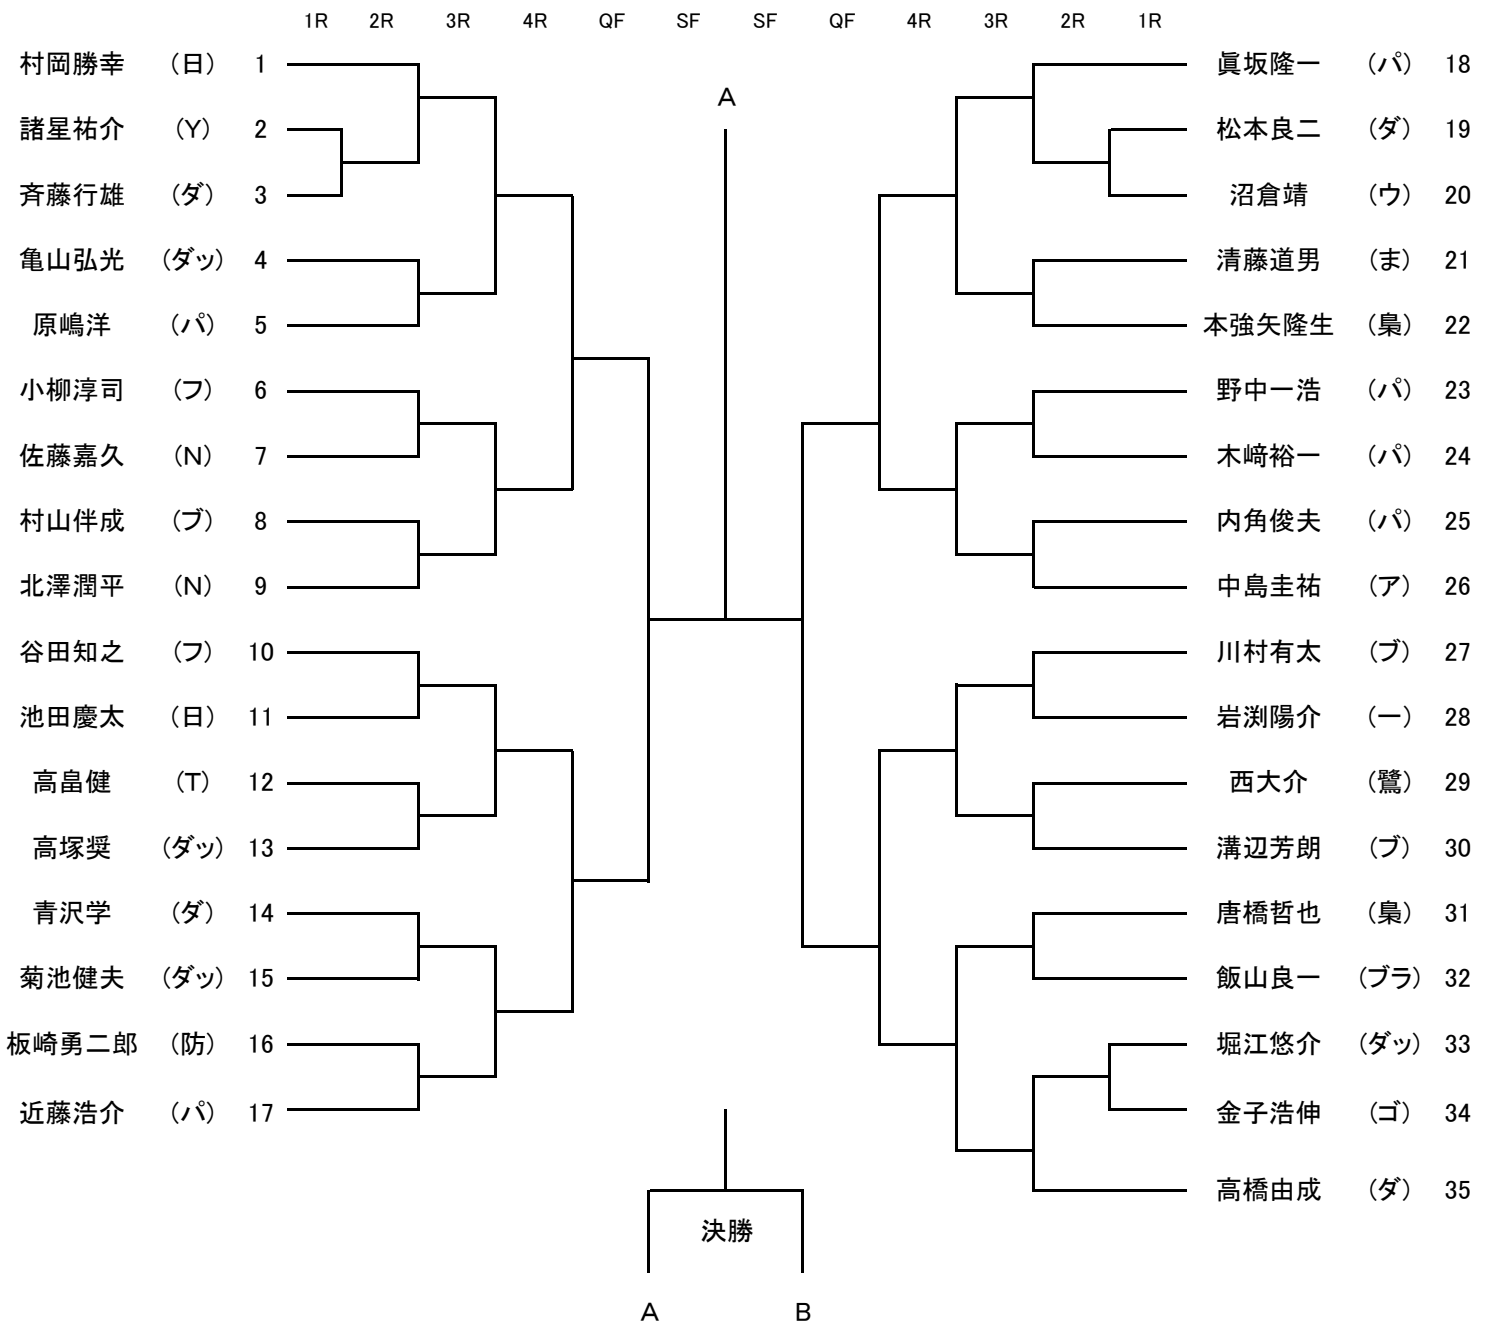 1R 2R 3R 4R QF SF SF QF 4R 3R 2R 1R
村岡勝幸 (日) 1
諸星祐介 (Y) 2
斉藤行雄 (ダ) 3
亀山弘光 (ダッ) 4
原嶋洋 (パ) 5
小柳淳司 (フ) 6
佐藤嘉久 (N) 7
村山伴成 (ブ) 8
北澤潤平 (N) 9
谷田知之 (フ) 10
池田慶太 (日) 11
高畠健 (T) 12
高塚奨 (ダッ) 13
青沢学 (ダ) 14
菊池健夫 (ダッ) 15
板崎勇二郎 (防) 16
近藤浩介 (パ) 17
A
眞坂隆一 (パ) 18
松本良二 (ダ) 19
沼倉靖 (ウ) 20
清藤道男 (ま) 21
本強矢隆生 (梟) 22
野中一浩 (パ) 23
木﨑裕一 (パ) 24
内角俊夫 (パ) 25
中島圭祐 (ア) 26
川村有太 (ブ) 27
岩渕陽介 (一) 28
西大介 (鷺) 29
溝辺芳朗 (ブ) 30
唐橋哲也 (梟) 31
飯山良一 (ブラ) 32
堀江悠介 (ダッ) 33
金子浩伸 (ゴ) 34
高橋由成 (ダ) 35
決勝
A B